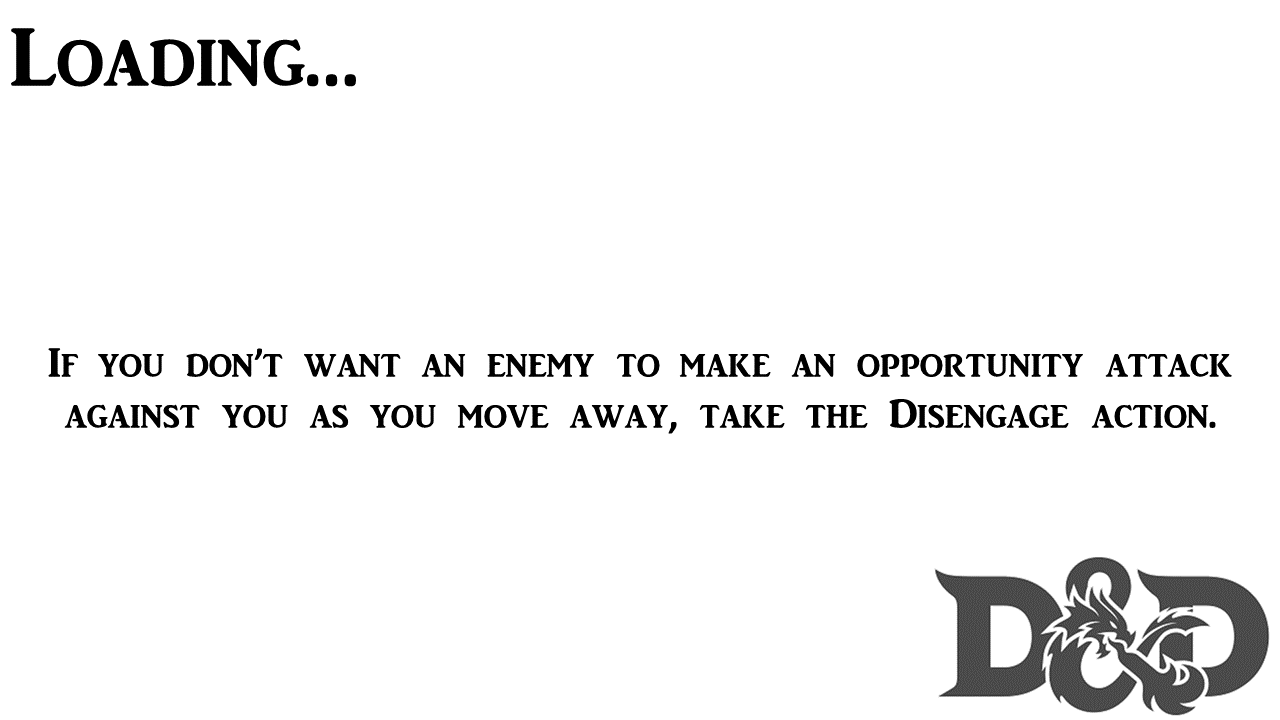 Loading...
If you don't want an enemy to make an opportunity attack
against you as you move away, take the Disengage action.
D&D